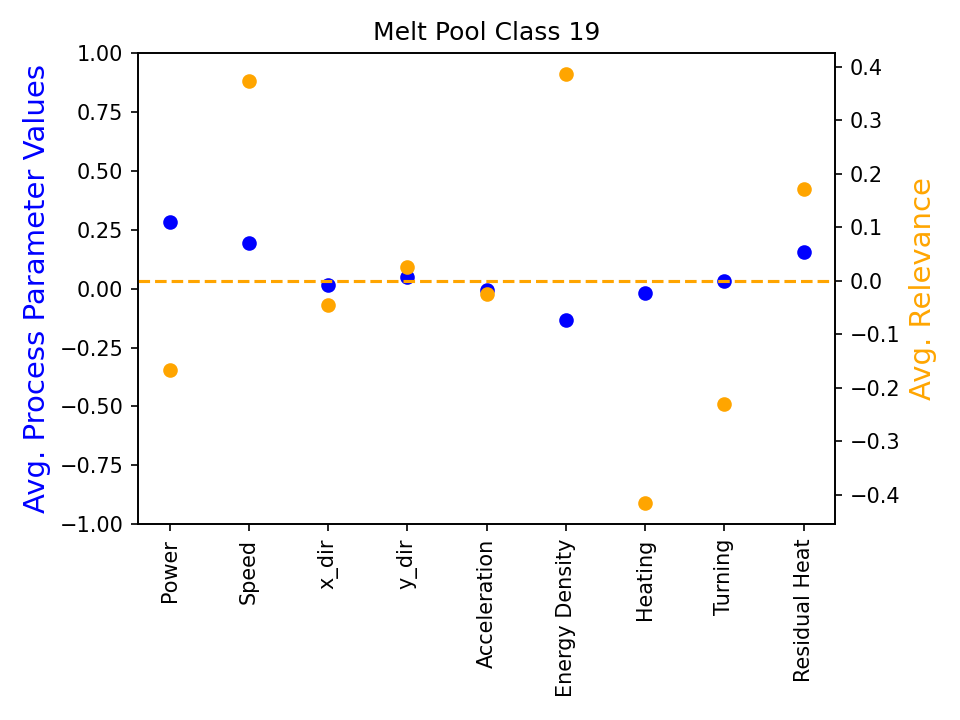 Melt Pool Class 19
Avg. Process Parameter Values
1.00
0.75
0.50
0.25
0.00
−0.25
−0.50
−0.75
−1.00
0.4
0.3
0.2
0.1
0.0
−0.1
−0.2
−0.3
−0.4
Avg. Relevance
Power
Speed
x_dir
y_dir
Acceleration
Energy Density
Heating
Turning
Residual Heat